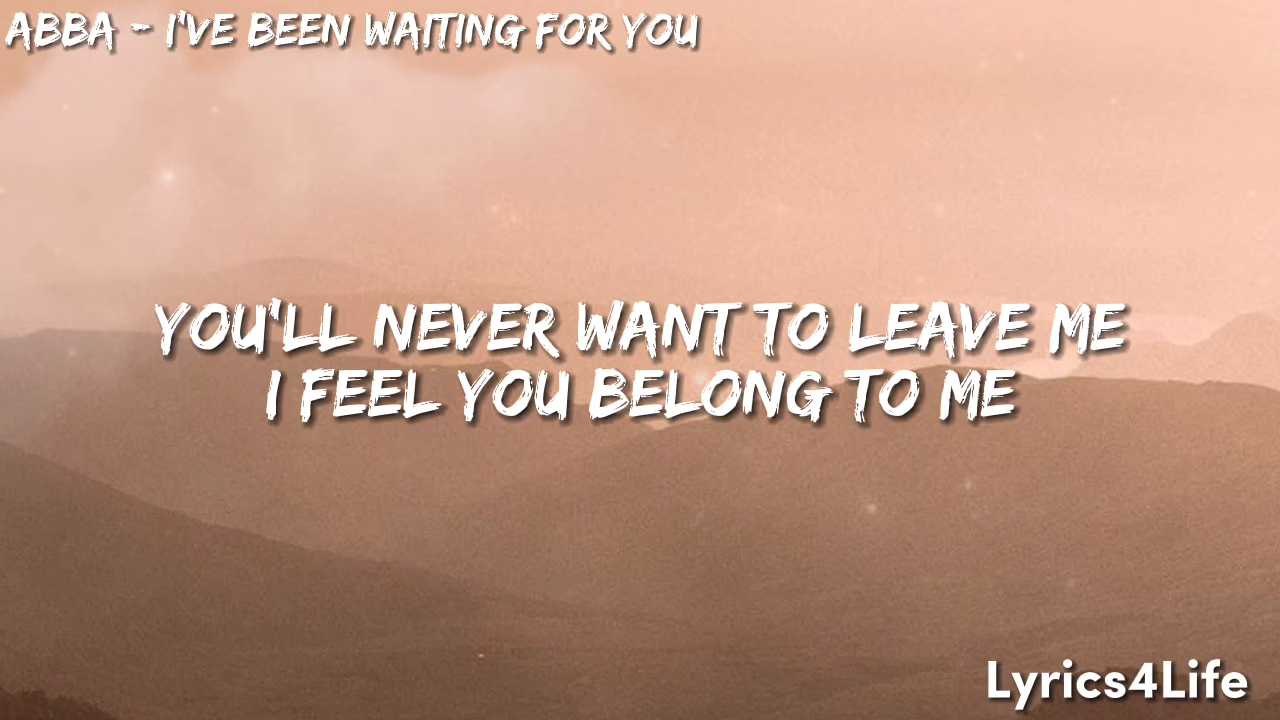 ABBA - I'VE BEEN WAITING FOR YOU
YOU'LL NEVER WANT TO LEAVE ME
I FEEL YOU BELONG TO ME
Lyrics4Life